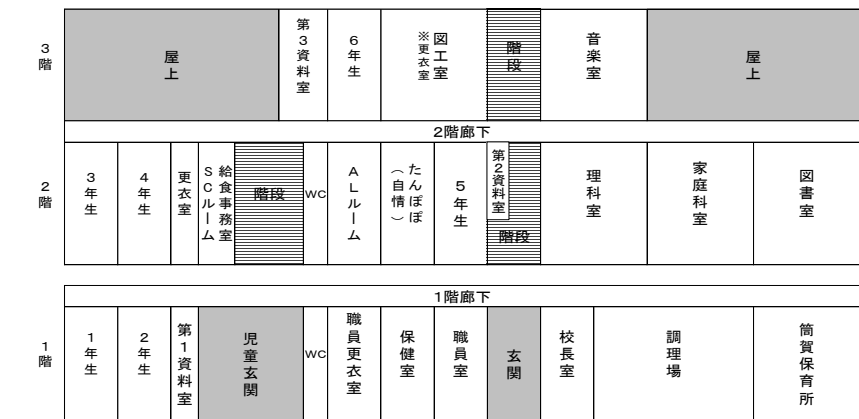 3階
屋上
第3資料室
6年生
図工室
※更衣室
階段
音楽室
屋上
2階廊下
2階
3年生
4年生
更衣室
給食事務室
SCルーム
階段
WC
ALルーム
たんぽぽ
（自情）
5年生
第2資料室
階段
理科室
家庭科室
図書室
1階廊下
1階
1年生
2年生
第1資料室
児童玄関
WC
職員更衣室
保健室
職員室
玄関
校長室
調理場
筒賀保育所